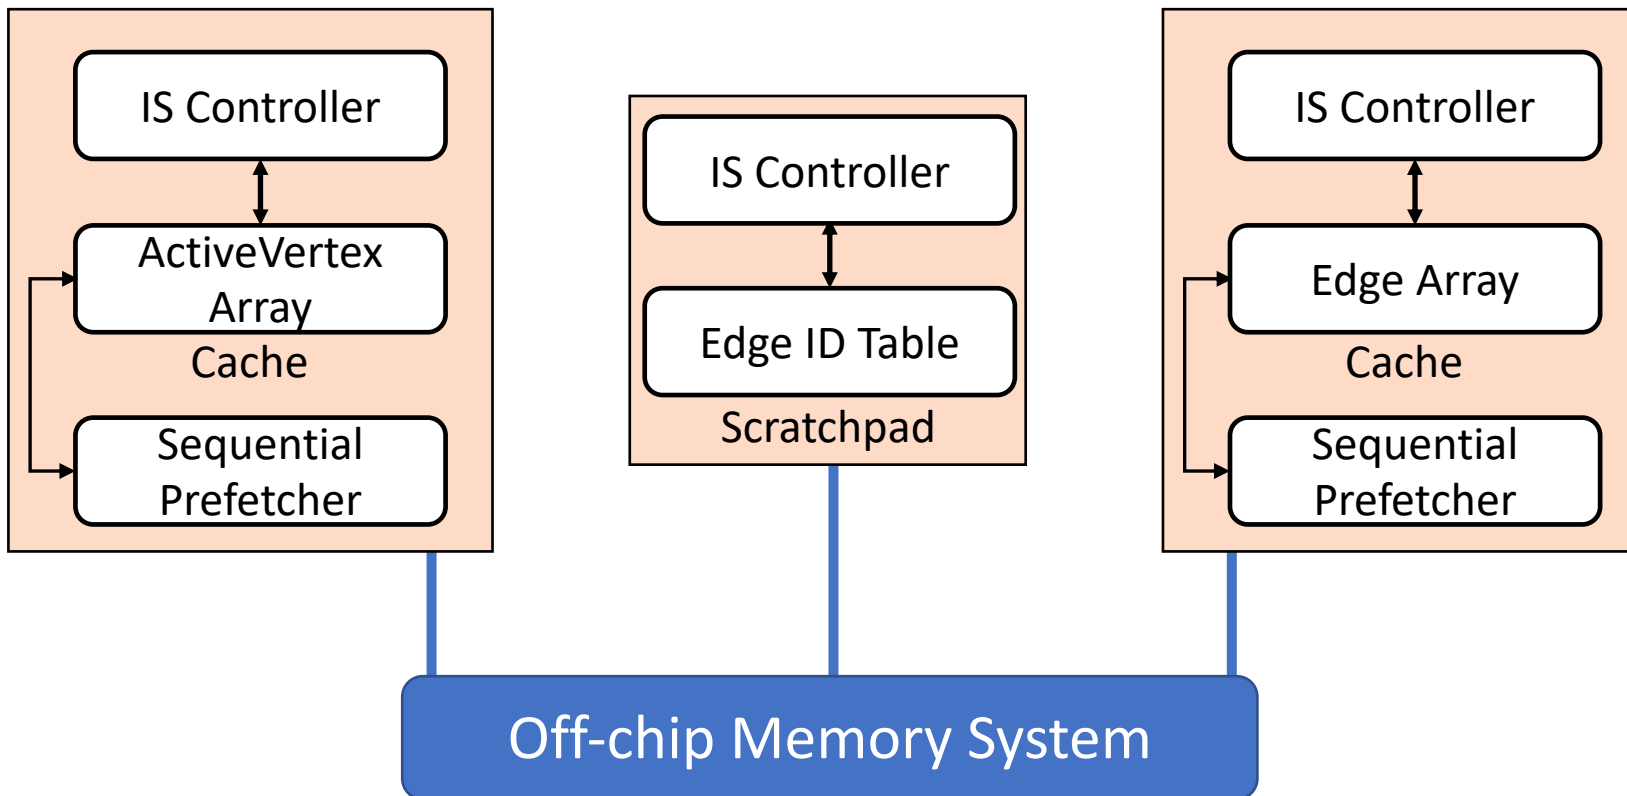 IS Controller
ActiveVertex
Array
Cache
Sequential
Prefetcher
IS Controller
Edge ID Table
Scratchpad
IS Controller
Edge Array
Cache
Sequential
Prefetcher
Off-chip Memory System